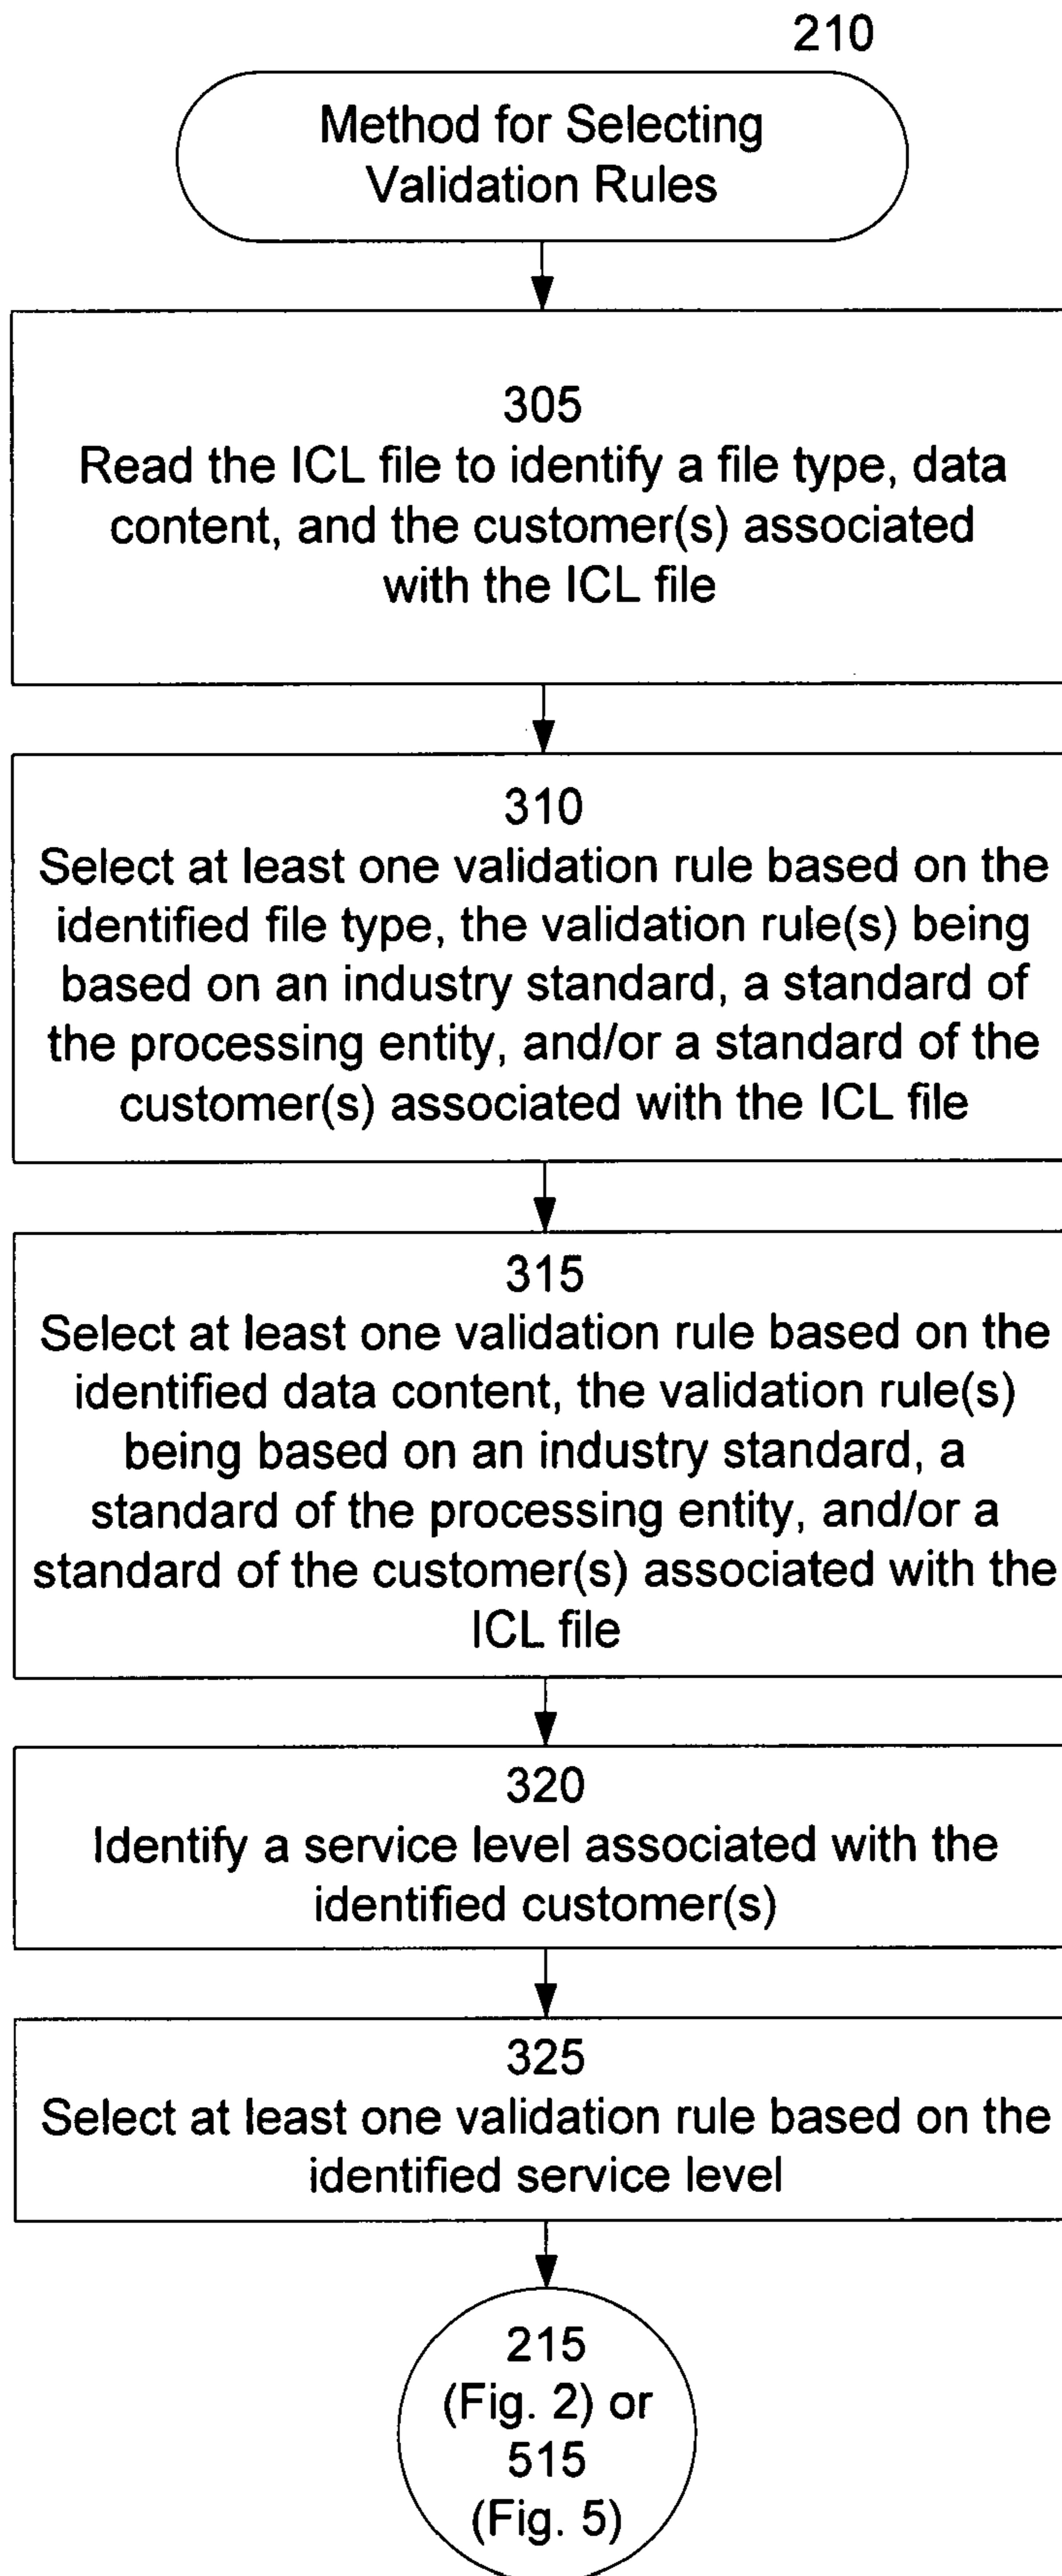 210
Method for Selecting
Validation Rules
305
Read the ICL file to identify a file type, data
content, and the customer(s) associated
with the ICL file
310
Select at least one validation rule based on the
identified file type, the validation rule(s) being
based on an industry standard, a standard of
the processing entity, and/or a standard of the
customer(s) associated with the ICL file
315
Select at least one validation rule based on the
identified data content, the validation rule(s)
being based on an industry standard, a
standard of the processing entity, and/or a
standard of the customer(s) associated with the
ICL file
320
Identify a service level associated with the
identified customer(s)
325
Select at least one validation rule based on the
identified service level
215
(Fig. 2) or
515
(Fig. 5)